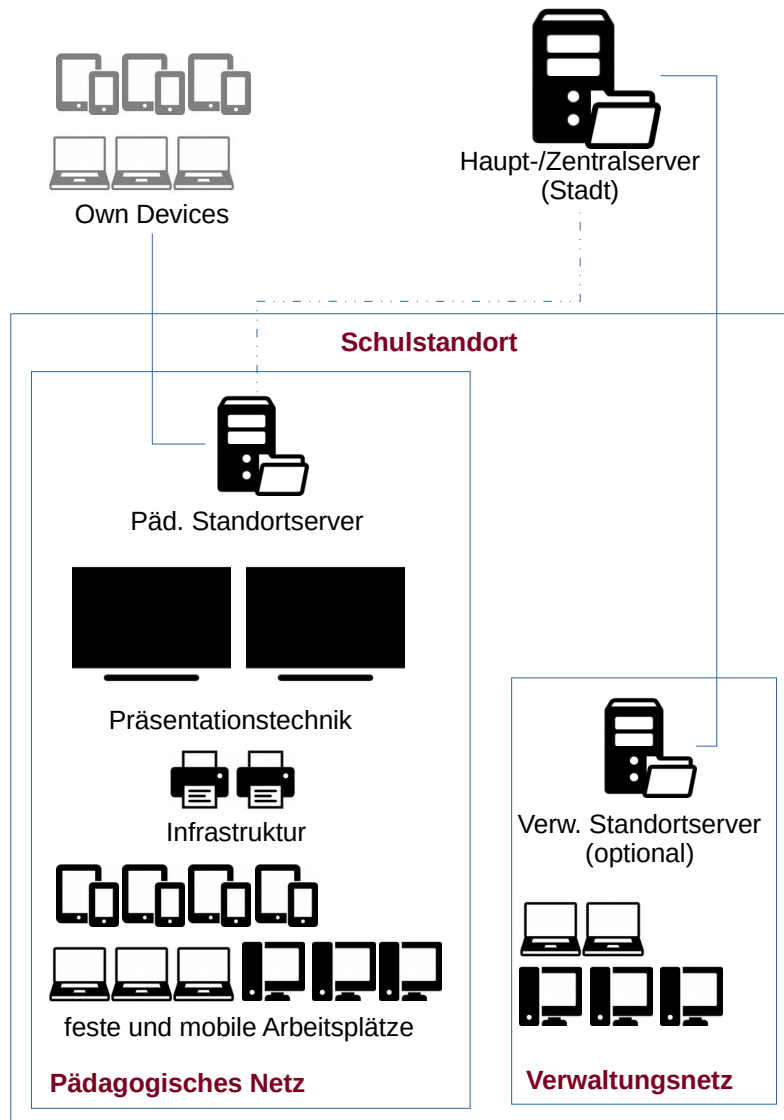 Own Devices
Haupt-/Zentralserver
(Stadt)
Schulstandort
Päd. Standortserver
Präsentationstechnik
Infrastruktur
feste und mobile Arbeitsplätze
Pädagogisches Netz
Verw. Standortserver
(optional)
Verwaltungsnetz